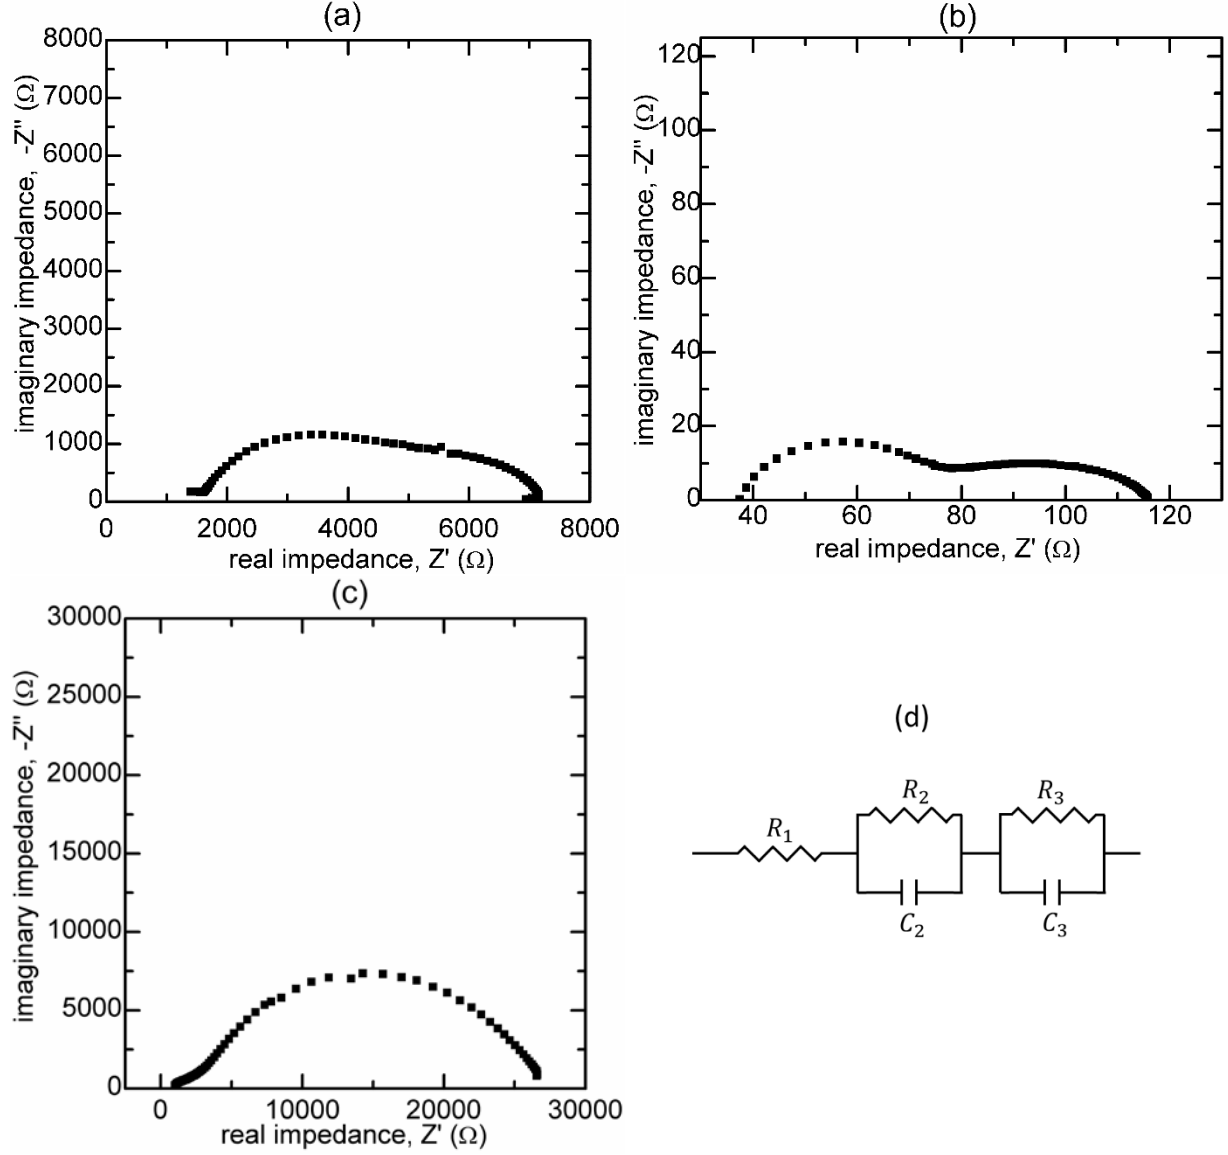 (a)
imaginary impedance, -Z'' (Ω)
8000
7000
6000
5000
4000
3000
2000
1000
0
0 2000 4000 6000 8000
real impedance, Z' (Ω)
(b)
imaginary impedance, -Z'' (Ω)
120
100
80
60
40
20
0
40 60 80 100 120
real impedance, Z' (Ω)
(c)
imaginary impedance, -Z'' (Ω)
30000
25000
20000
15000
10000
5000
0
0 10000 20000 30000
real impedance, Z' (Ω)
(d)
R₁
R₂
C₂
R₃
C₃